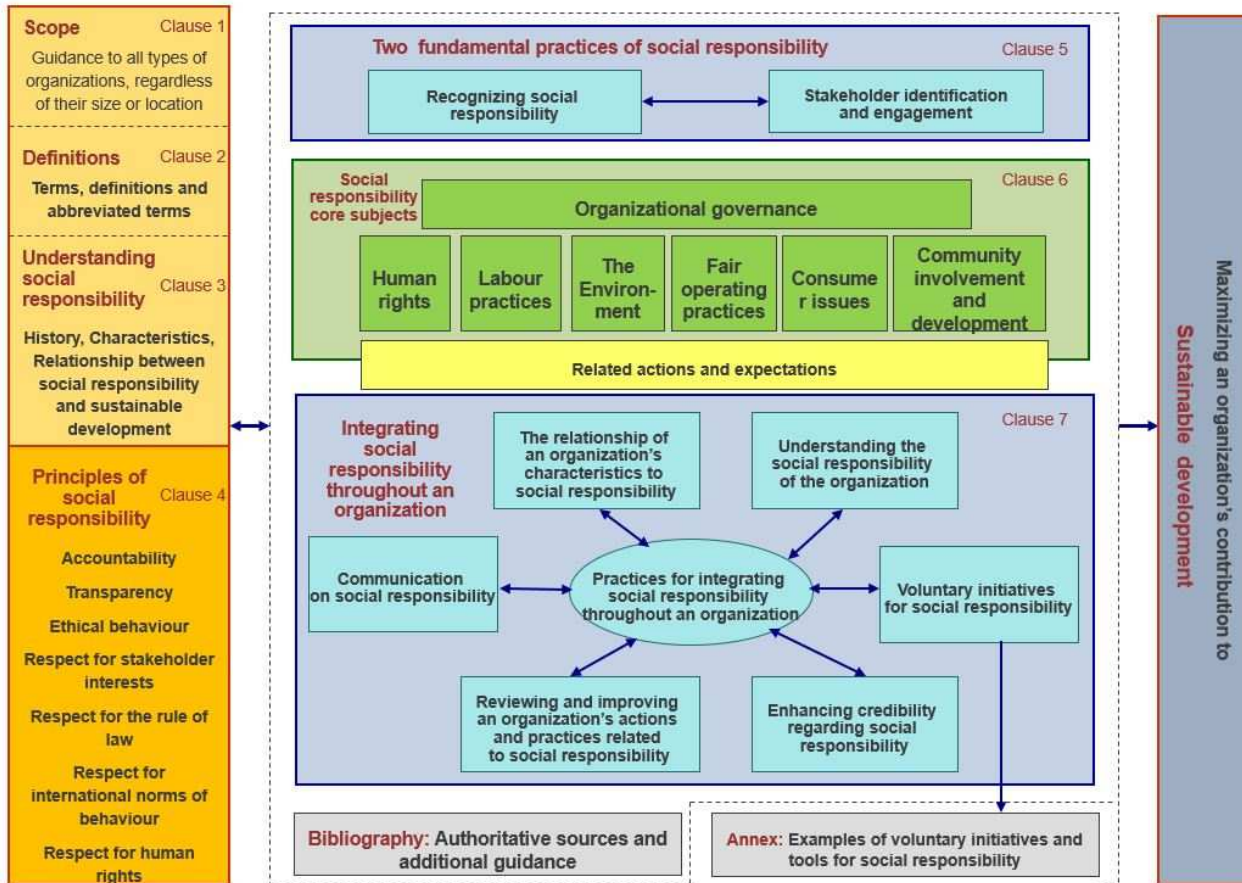 Scope Clause 1
Guidance to all types of
organizations, regardless
of their size or location
Definitions Clause 2
Terms, definitions and
abbreviated terms
Understanding
social
responsibility Clause 3
History, Characteristics,
Relationship between
social responsibility
and sustainable
development
Principles of
social
responsibility Clause 4
Accountability
Transparency
Ethical behaviour
Respect for stakeholder
interests
Respect for the rule of
law
Respect for
international norms of
behaviour
Respect for human
rights
Two fundamental practices of social responsibility Clause 5
Recognizing social
responsibility
Stakeholder identification
and engagement
Social
responsibility
core subjects
Clause 6
Organizational governance
Human
rights
Labour
practices
The
Environ-
ment
Fair
operating
practices
Consume
r issues
Community
involvement
and
development
Related actions and expectations
Integrating
social
responsibility
throughout an
organization
Clause 7
The relationship of
an organization's
characteristics to
social responsibility
Understanding the
social responsibility
of the organization
Communication
on social responsibility
Practices for integrating
social responsibility
throughout an organization
Voluntary initiatives
for social responsibility
Reviewing and improving
an organization's actions
and practices related
to social responsibility
Enhancing credibility
regarding social
responsibility
Bibliography: Authoritative sources and
additional guidance
Annex: Examples of voluntary initiatives and
tools for social responsibility
Maximizing an organization's contribution to
Sustainable development